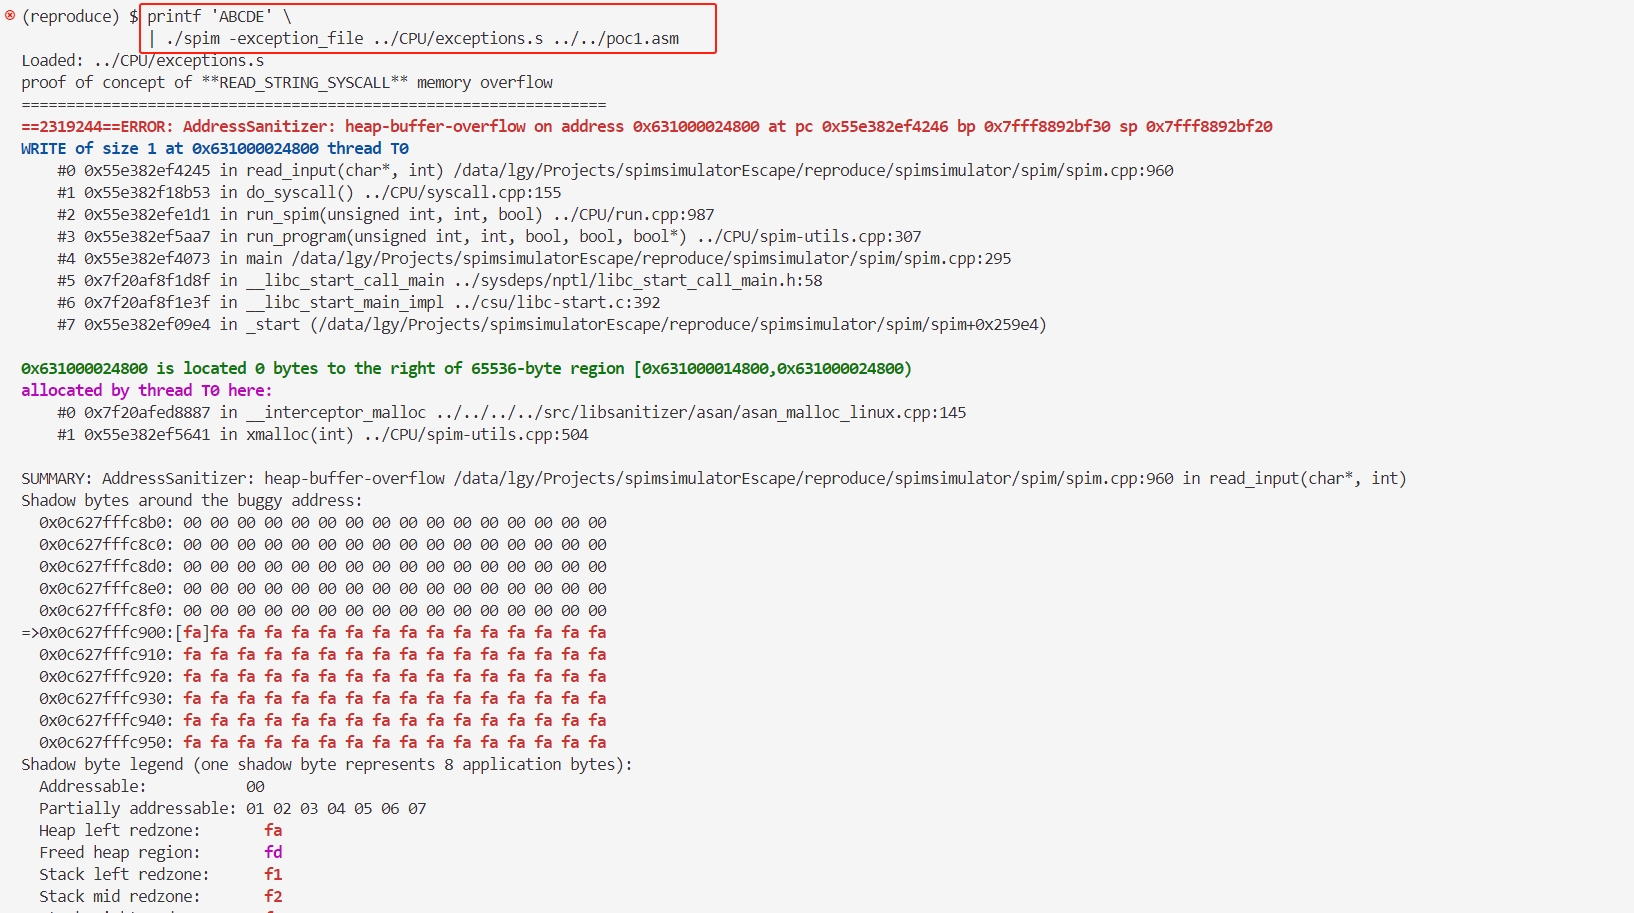 (reproduce) $ printf 'ABCDE' \
| ./spim -exception_file ../CPU/exceptions.s ../../poc1.asm
Loaded: ../CPU/exceptions.s
proof of concept of **READ_STRING_SYSCALL** memory overflow
=================================================================
==2319244==ERROR: AddressSanitizer: heap-buffer-overflow on address 0x631000024800 at pc 0x55e382ef4246 bp 0x7fff8892bf30 sp 0x7fff8892bf20
WRITE of size 1 at 0x631000024800 thread T0
#0 0x55e382ef4245 in read_input(char*, int) /data/lgy/Projects/spimsimulatorEscape/reproduce/spimsimulator/spim/spim.cpp:960
#1 0x55e382f18b53 in do_syscall() ../CPU/syscall.cpp:155
#2 0x55e382efe1d1 in run_spim(unsigned int, int, bool) ../CPU/run.cpp:987
#3 0x55e382ef5aa7 in run_program(unsigned int, int, bool, bool, bool*) ../CPU/spim-utils.cpp:307
#4 0x55e382ef4073 in main /data/lgy/Projects/spimsimulatorEscape/reproduce/spimsimulator/spim/spim.cpp:295
#5 0x7f20af8f1d8f in __libc_start_call_main ../sysdeps/nptl/libc_start_call_main.h:58
#6 0x7f20af8f1e3f in __libc_start_main_impl ../csu/libc-start.c:392
#7 0x55e382ef09e4 in _start (/data/lgy/Projects/spimsimulatorEscape/reproduce/spimsimulator/spim/spim+0x259e4)
0x631000024800 is located 0 bytes to the right of 65536-byte region [0x631000014800,0x631000024800)
allocated by thread T0 here:
#0 0x7f20afed8887 in __interceptor_malloc ../../../../src/libsanitizer/asan/asan_malloc_linux.cpp:145
#1 0x55e382ef5641 in xmalloc(int) ../CPU/spim-utils.cpp:504
SUMMARY: AddressSanitizer: heap-buffer-overflow /data/lgy/Projects/spimsimulatorEscape/reproduce/spimsimulator/spim/spim.cpp:960 in read_input(char*, int)
Shadow bytes around the buggy address:
0x0c627fffc8b0: 00 00 00 00 00 00 00 00 00 00 00 00 00 00 00 00
0x0c627fffc8c0: 00 00 00 00 00 00 00 00 00 00 00 00 00 00 00 00
0x0c627fffc8d0: 00 00 00 00 00 00 00 00 00 00 00 00 00 00 00 00
0x0c627fffc8e0: 00 00 00 00 00 00 00 00 00 00 00 00 00 00 00 00
0x0c627fffc8f0: 00 00 00 00 00 00 00 00 00 00 00 00 00 00 00 00
=>0x0c627fffc900:[fa]fa fa fa fa fa fa fa fa fa fa fa fa fa fa fa
0x0c627fffc910: fa fa fa fa fa fa fa fa fa fa fa fa fa fa fa fa
0x0c627fffc920: fa fa fa fa fa fa fa fa fa fa fa fa fa fa fa fa
0x0c627fffc930: fa fa fa fa fa fa fa fa fa fa fa fa fa fa fa fa
0x0c627fffc940: fa fa fa fa fa fa fa fa fa fa fa fa fa fa fa fa
0x0c627fffc950: fa fa fa fa fa fa fa fa fa fa fa fa fa fa fa fa
Shadow byte legend (one shadow byte represents 8 application bytes):
Addressable: 00
Partially addressable: 01 02 03 04 05 06 07
Heap left redzone: fa
Freed heap region: fd
Stack left redzone: f1
Stack mid redzone: f2